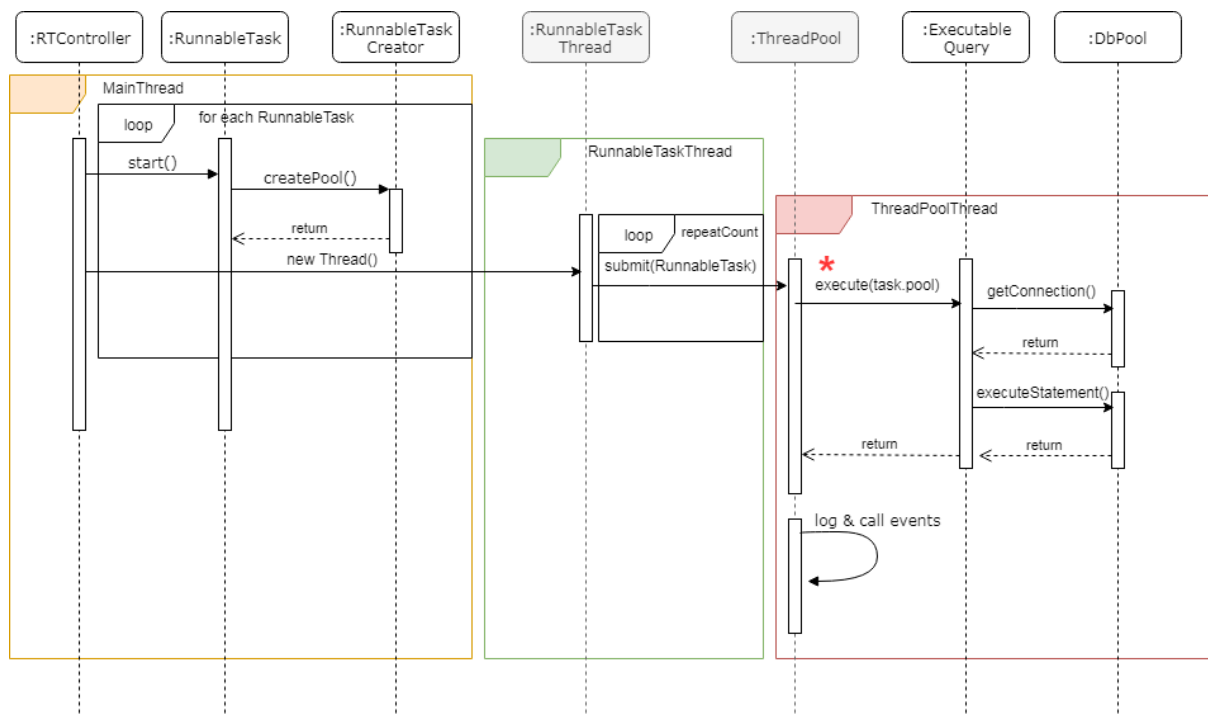 :RTController
:RunnableTask
:RunnableTask
Creator
:RunnableTask
Thread
:ThreadPool
:Executable
Query
:DbPool
MainThread
loop
for each RunnableTask
start()
createPool()
return
new Thread()
RunnableTaskThread
loop
repeatCount
submit(RunnableTask)
ThreadPoolThread
*
execute(task.pool)
getConnection()
return
executeStatement()
return
return
log & call events